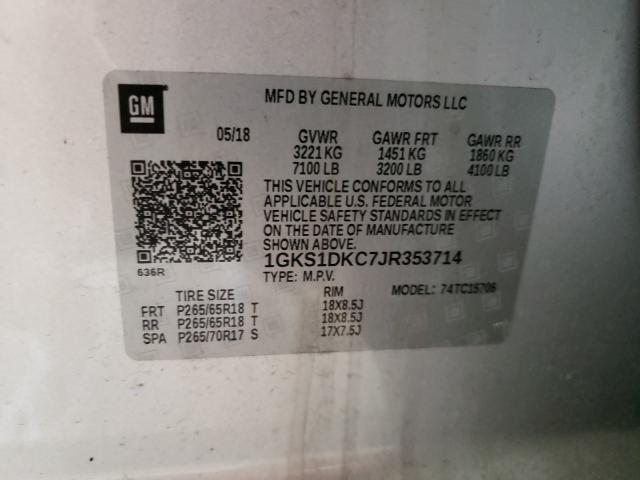 GM
MFD BY GENERAL MOTORS LLC
05/18 GVWR GAWR FRT GAWR RR
3221 KG 1451 KG 1860 KG
7100 LB 3200 LB 4100 LB
THIS VEHICLE CONFORMS TO ALL
APPLICABLE U.S. FEDERAL MOTOR
VEHICLE SAFETY STANDARDS IN EFFECT
ON THE DATE OF MANUFACTURE
SHOWN ABOVE.
1GKS1DKC7JR353714
636R
TYPE: M.P.V. MODEL: 74TC15706
TIRE SIZE RIM
FRT P265/65R18 T 18X8.5J
RR P265/65R18 T 18X8.5J
SPA P265/70R17 S 17X7.5J